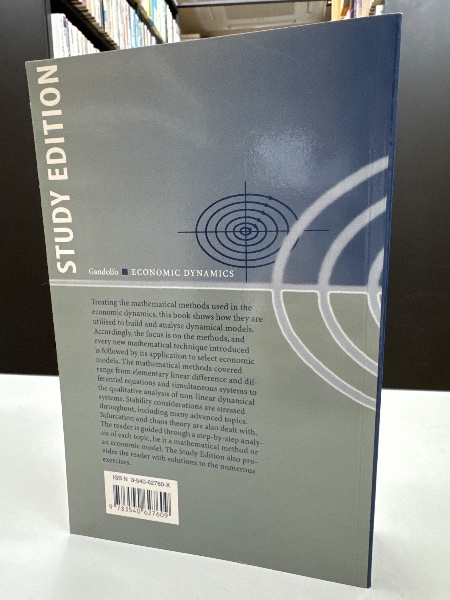 STUDY EDITION
Gandolfo ■ ECONOMIC DYNAMICS
Treating the mathematical methods used in the
economic dynamics, this book shows how they are
utilised to build and analyse dynamical models.
Accordingly, the focus is on the methods, and
every new mathematical technique introduced
is followed by its application to select economic
models. The mathematical methods covered
range from elementary linear difference and dif-
ferential equations and simultaneous systems to
the qualitative analysis of non-linear dynamical
systems. Stability considerations are stressed
throughout, including many advanced topics.
Bifurcation and chaos theory are also dealt with.
The reader is guided through a step-by-step analy-
sis of each topic, be it a mathematical method or
an economic model. The Study Edition also pro-
vides the reader with solutions to the numerous
exercises.
ISBN 3-540-62760-X
9 783540 627609